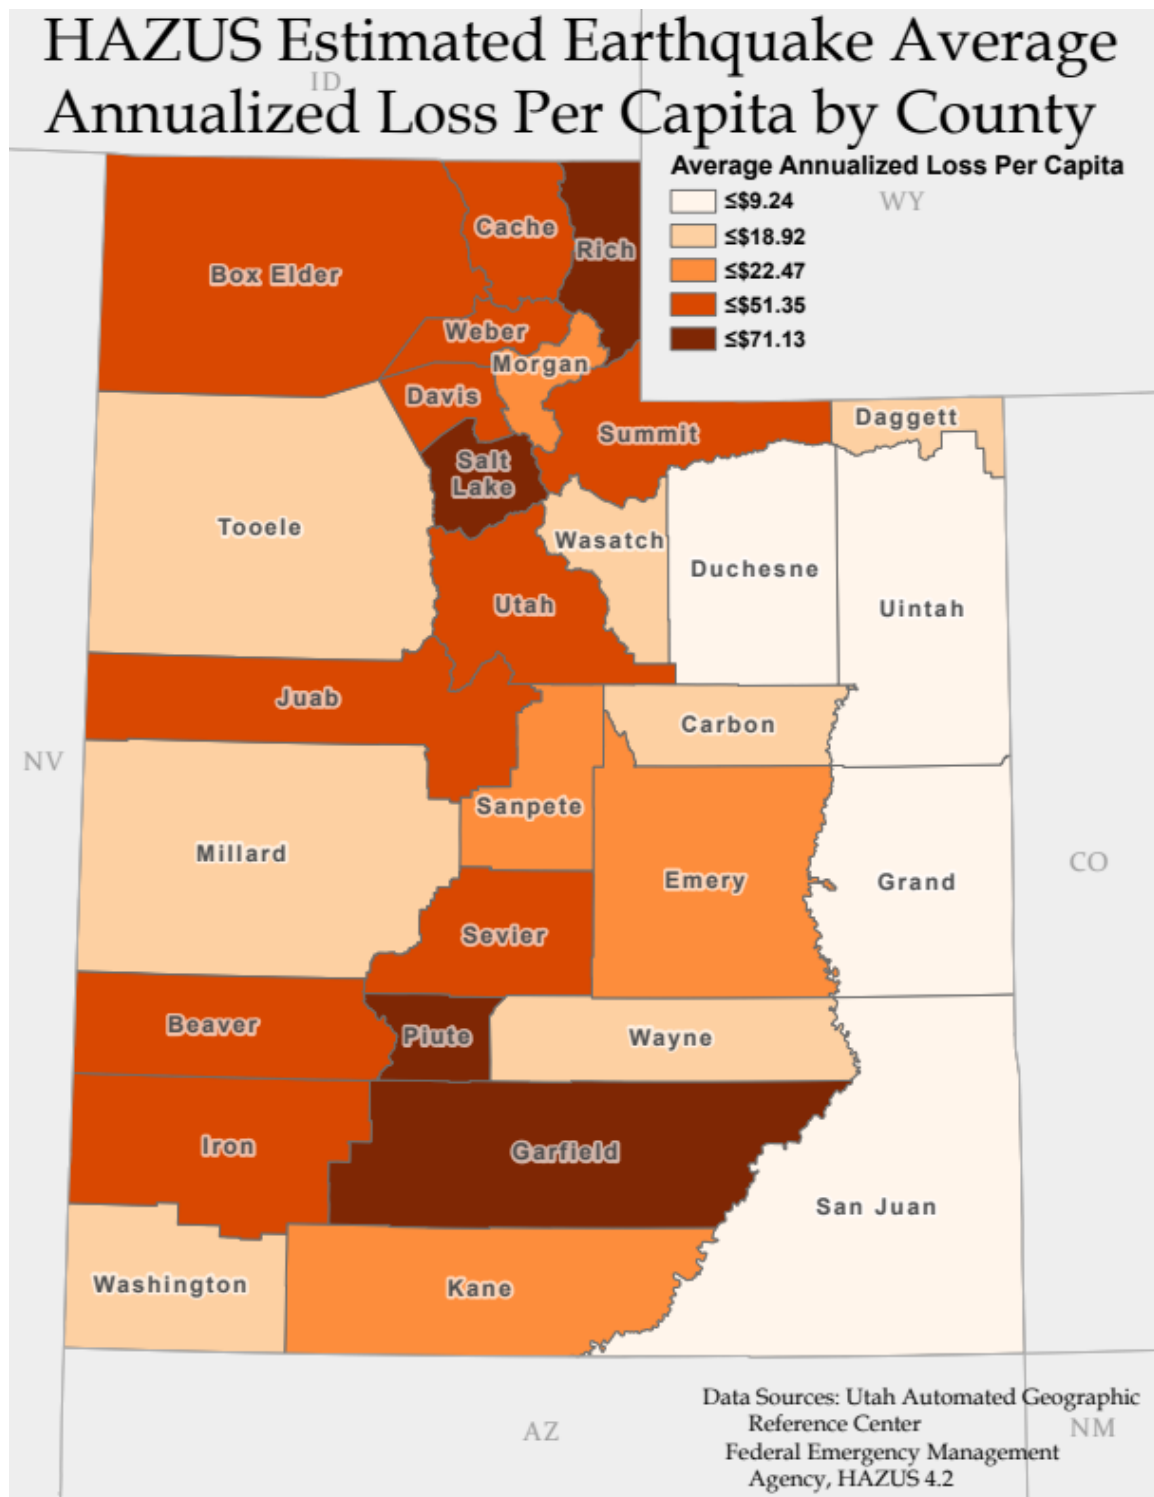 HAZUS Estimated Earthquake Average
ID
Annualized Loss Per Capita by County
Average Annualized Loss Per Capita
WY
≤$9.24
≤$18.92
≤$22.47
≤$51.35
≤$71.13
Cache
Rich
Box Elder
Weber
Morgan
Davis
Daggett
Summit
Salt
Lake
Tooele
Wasatch
Duchesne
Utah
Uintah
Juab
Carbon
NV
Sanpete
Millard
CO
Emery
Grand
Sevier
Beaver
Piute
Wayne
Iron
Garfield
San Juan
Washington
Kane
Data Sources: Utah Automated Geographic
Reference Center
AZ
NM
Federal Emergency Management
Agency, HAZUS 4.2